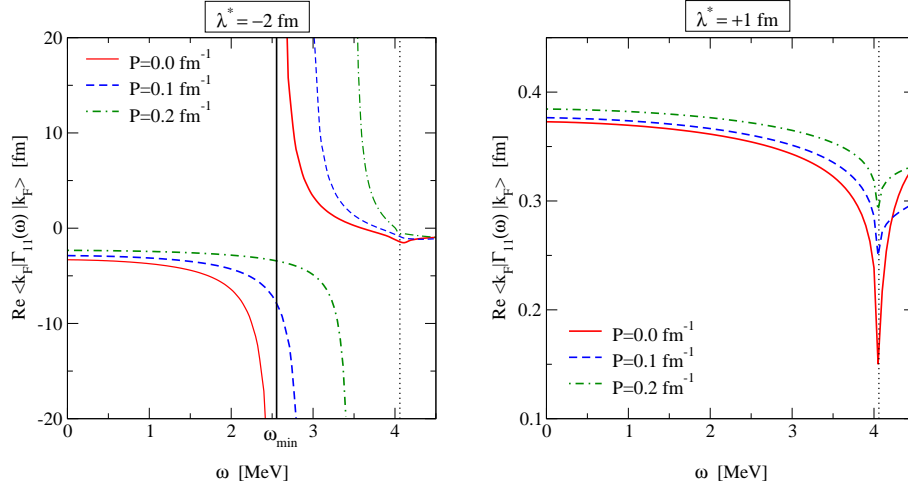 λ* = −2 fm
Re <k_F|Γ_11(ω) |k_F> [fm]
20
10
0
-10
-20
P=0.0 fm^-1
P=0.1 fm^-1
P=0.2 fm^-1
0
1
2
3
4
ω_min
ω [MeV]
λ* = +1 fm
Re <k_F|Γ_11(ω) |k_F> [fm]
0.4
0.3
0.2
0.1
P=0.0 fm^-1
P=0.1 fm^-1
P=0.2 fm^-1
0
1
2
3
4
ω [MeV]